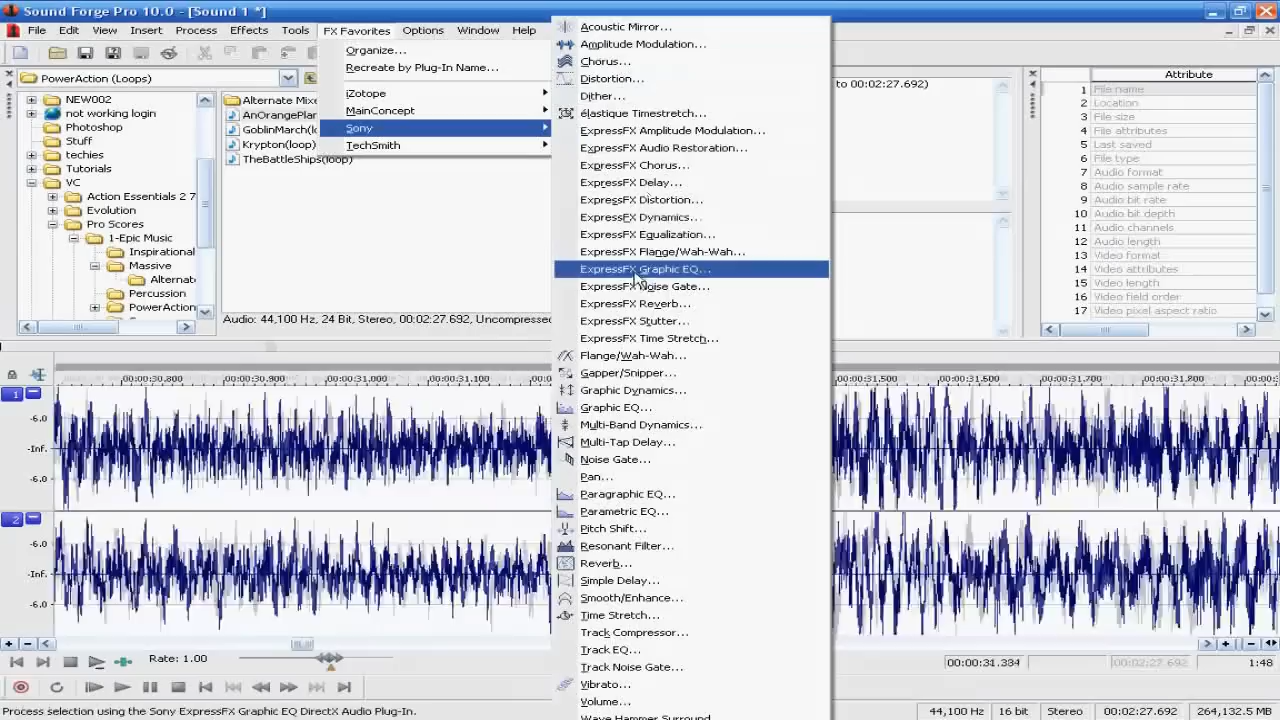 Sound Forge Pro 10.0 - [Sound 1 *]
File Edit View Insert Process Effects Tools FX Favorites Options Window Help
Organize...
Recreate by Plug-In Name...
iZotope
MainConcept
Sony
TechSmith
Acoustic Mirror...
Amplitude Modulation...
Chorus...
Distortion...
Dither...
élastique Timestretch...
ExpressFX Amplitude Modulation...
ExpressFX Audio Restoration...
ExpressFX Chorus...
ExpressFX Delay...
ExpressFX Distortion...
ExpressFX Dynamics...
ExpressFX Equalization...
ExpressFX Flange/Wah-Wah...
ExpressFX Graphic EQ...
ExpressFX Noise Gate...
ExpressFX Reverb...
ExpressFX Stutter...
ExpressFX Time Stretch...
Flange/Wah-Wah...
Gapper/Snipper...
Graphic Dynamics...
Graphic EQ...
Multi-Band Dynamics...
Multi-Tap Delay...
Noise Gate...
Pan...
Paragraphic EQ...
Parametric EQ...
Pitch Shift...
Resonant Filter...
Reverb...
Simple Delay...
Smooth/Enhance...
Time Stretch...
Track Compressor...
Track EQ...
Track Noise Gate...
Vibrato...
Volume...
Wave Hammer Surround
PowerAction (Loops)
NEW002
not working login
Photoshop
Stuff
techies
Tutorials
VC
Action Essentials 2 7
Evolution
Pro Scores
1-Epic Music
Inspirational
Massive
Alternat
Percussion
PowerAction
Alternate Mixe
AnOrangePlan
GoblinMarch(lo
Krypton(loop)
TheBattleShips(loop)
Audio: 44,100 Hz, 24 Bit, Stereo, 00:02:27.692, Uncompressed
to 00:02:27.692)
Attribute
1 File name
2 Location
3 File size
4 File attributes
5 Last saved
6 File type
7 Audio format
8 Audio sample rate
9 Audio bit rate
10 Audio bit depth
11 Audio channels
12 Audio length
13 Video format
14 Video attributes
15 Video length
16 Video field order
17 Video pixel aspect ratio
00:00:30.800 00:00:30.900 00:00:31.000 00:00:31.100 00:00:31.500 00:00:31.600 00:00:31.700 00:00:31.800
1
-6.0
-Inf.
-6.0
2
-6.0
-Inf.
-6.0
Rate: 1.00
00:00:31.334 00:02:27.692 1:48
Process selection using the Sony ExpressFX Graphic EQ DirectX Audio Plug-In.
44,100 Hz 16 bit Stereo 00:02:27.692 264,132.5 MB